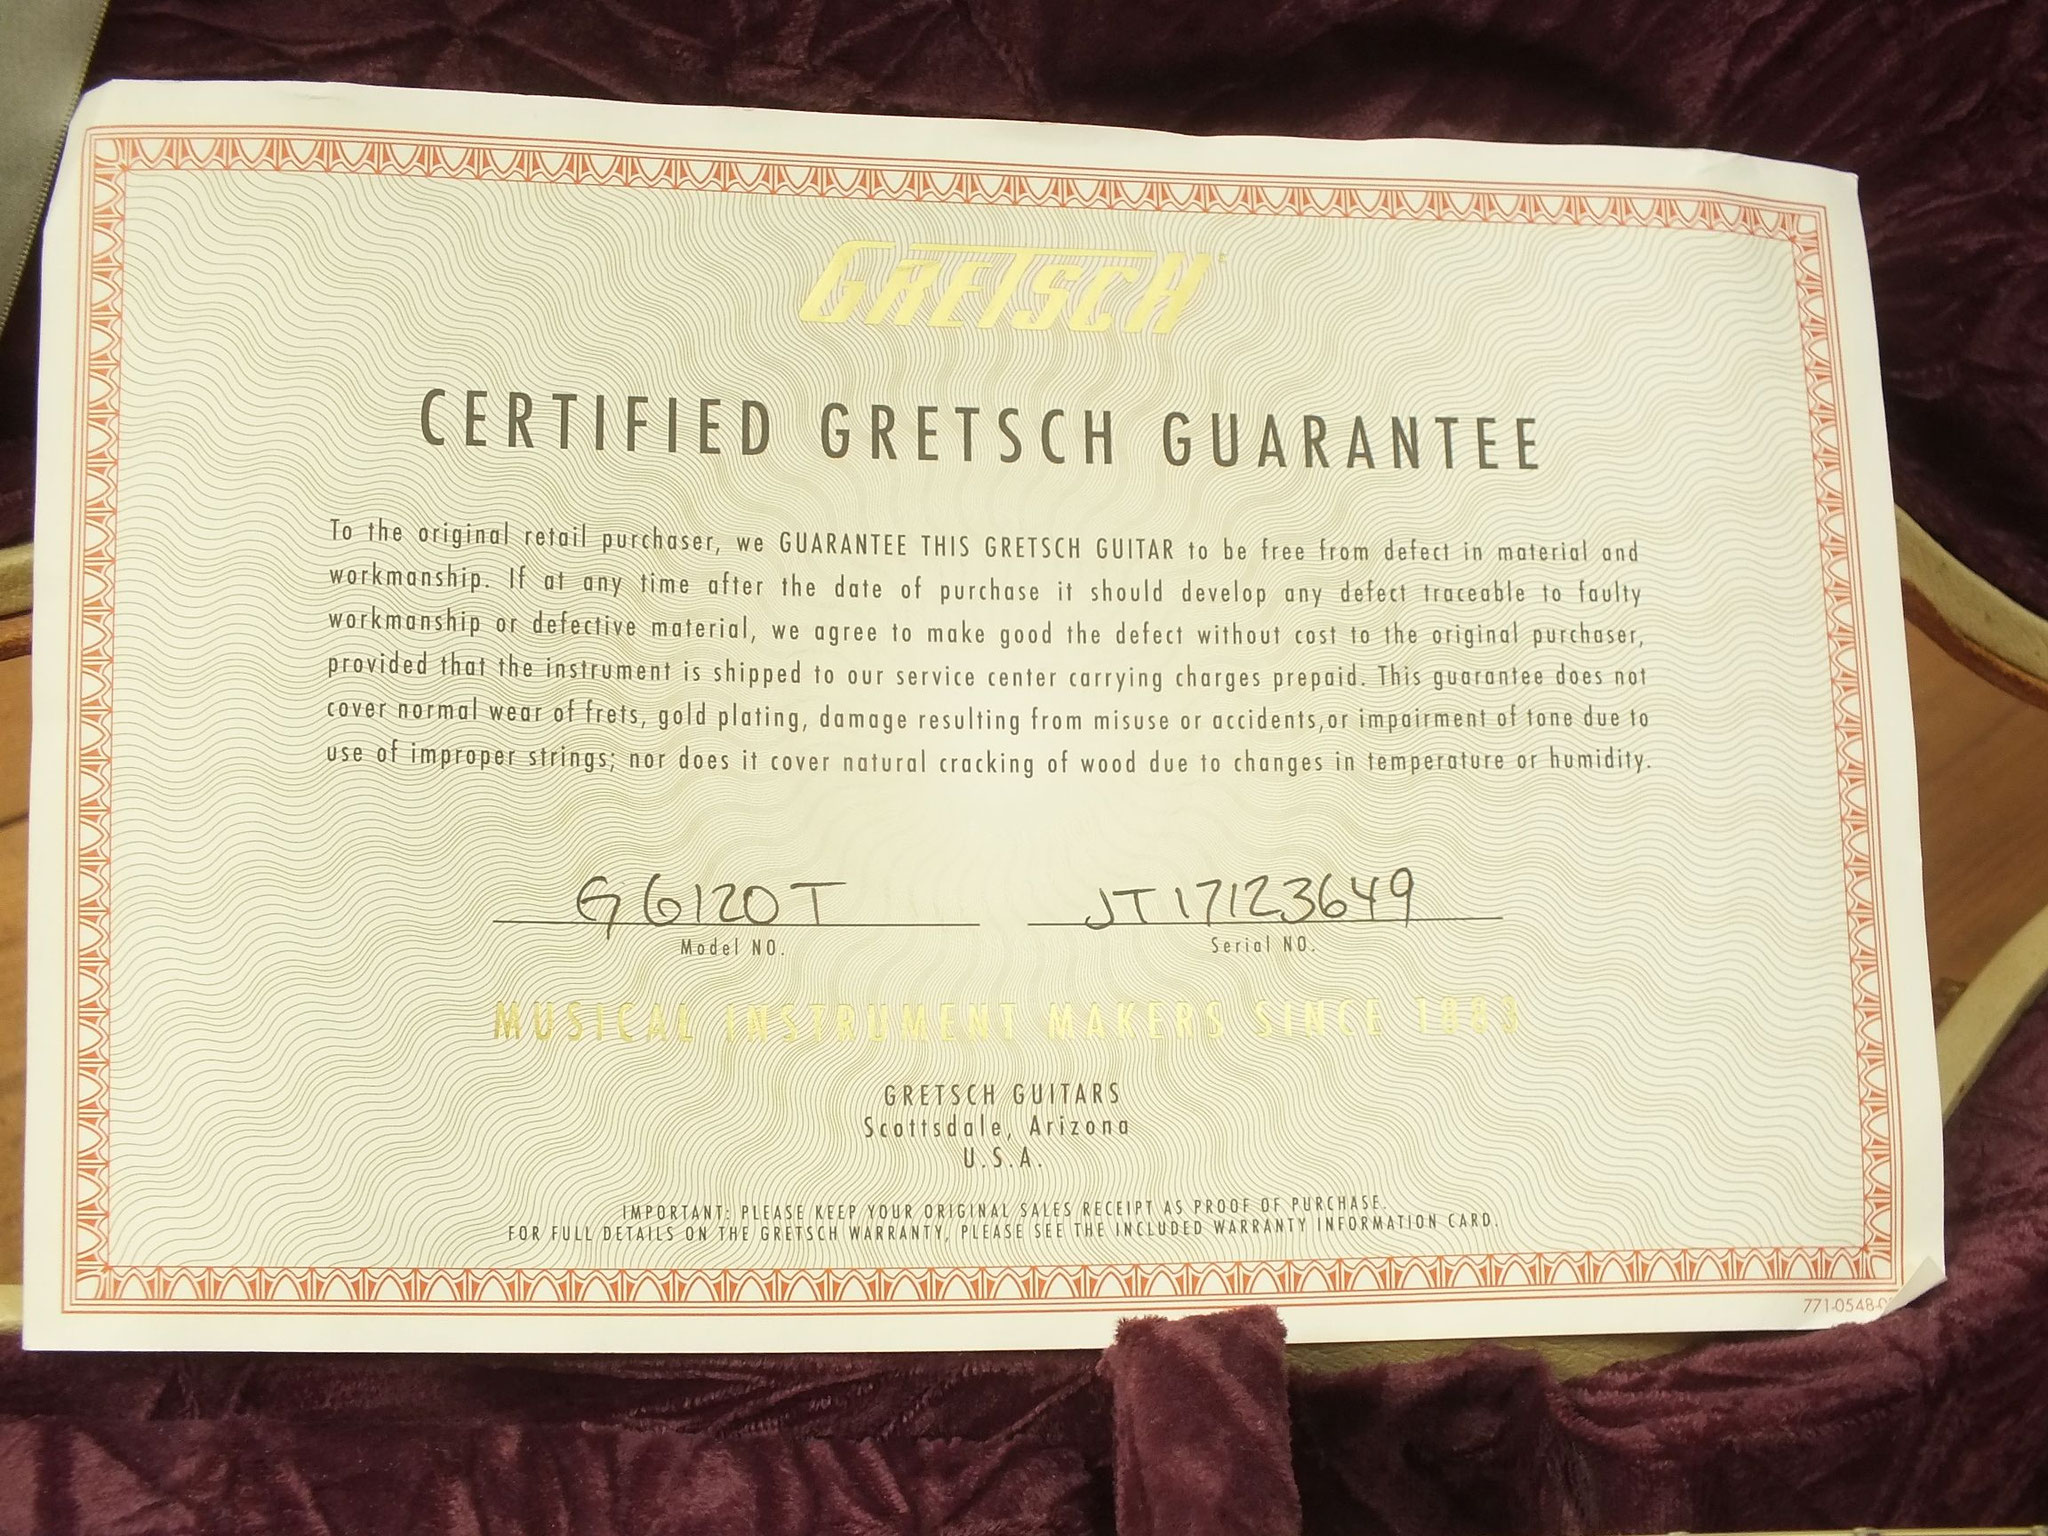 GRETSCH
CERTIFIED GRETSCH GUARANTEE
To the original retail purchaser, we GUARANTEE THIS GRETSCH GUITAR to be free from defect in material and
workmanship. If at any time after the date of purchase it should develop any defect traceable to faulty
workmanship or defective material, we agree to make good the defect without cost to the original purchaser,
provided that the instrument is shipped to our service center carrying charges prepaid. This guarantee does not
cover normal wear of frets, gold plating, damage resulting from misuse or accidents,or impairment of tone due to
use of improper strings; nor does it cover natural cracking of wood due to changes in temperature or humidity.
G6120T JT17123649
Model NO. Serial NO.
MUSICAL INSTRUMENT MAKERS SINCE 1883
GRETSCH GUITARS
Scottsdale, Arizona
U.S.A.
IMPORTANT: PLEASE KEEP YOUR ORIGINAL SALES RECEIPT AS PROOF OF PURCHASE.
FOR FULL DETAILS ON THE GRETSCH WARRANTY, PLEASE SEE THE INCLUDED WARRANTY INFORMATION CARD.